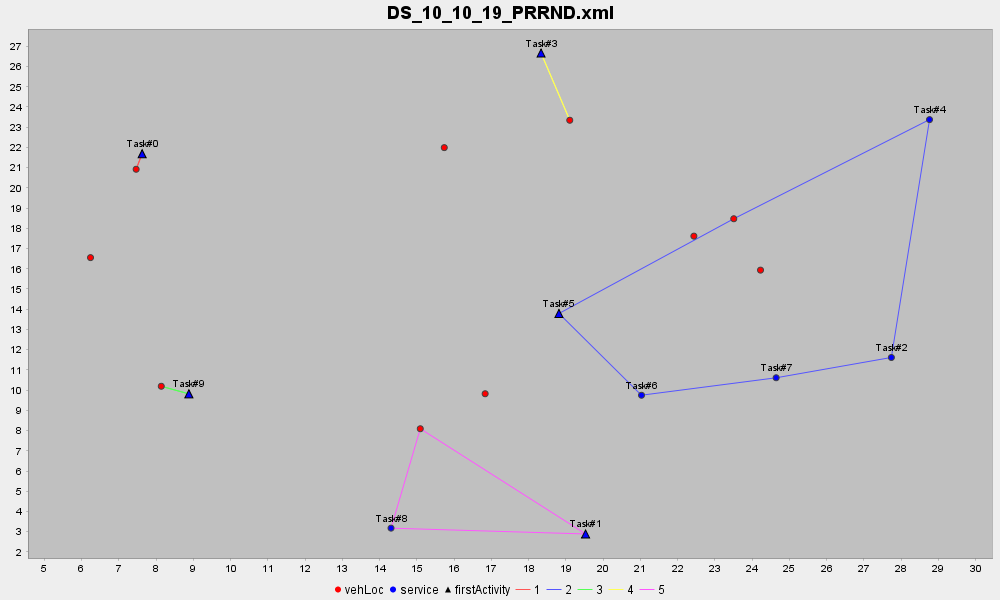 DS_10_10_19_PRRND.xml
27
26
25
24
23
22
21
20
19
18
17
16
15
14
13
12
11
10
9
8
7
6
5
4
3
2
Task#3
Task#4
Task#0
Task#5
Task#2
Task#7
Task#9
Task#6
Task#8
Task#1
5 6 7 8 9 10 11 12 13 14 15 16 17 18 19 20 21 22 23 24 25 26 27 28 29 30
vehLoc service firstActivity 1 2 3 4 5